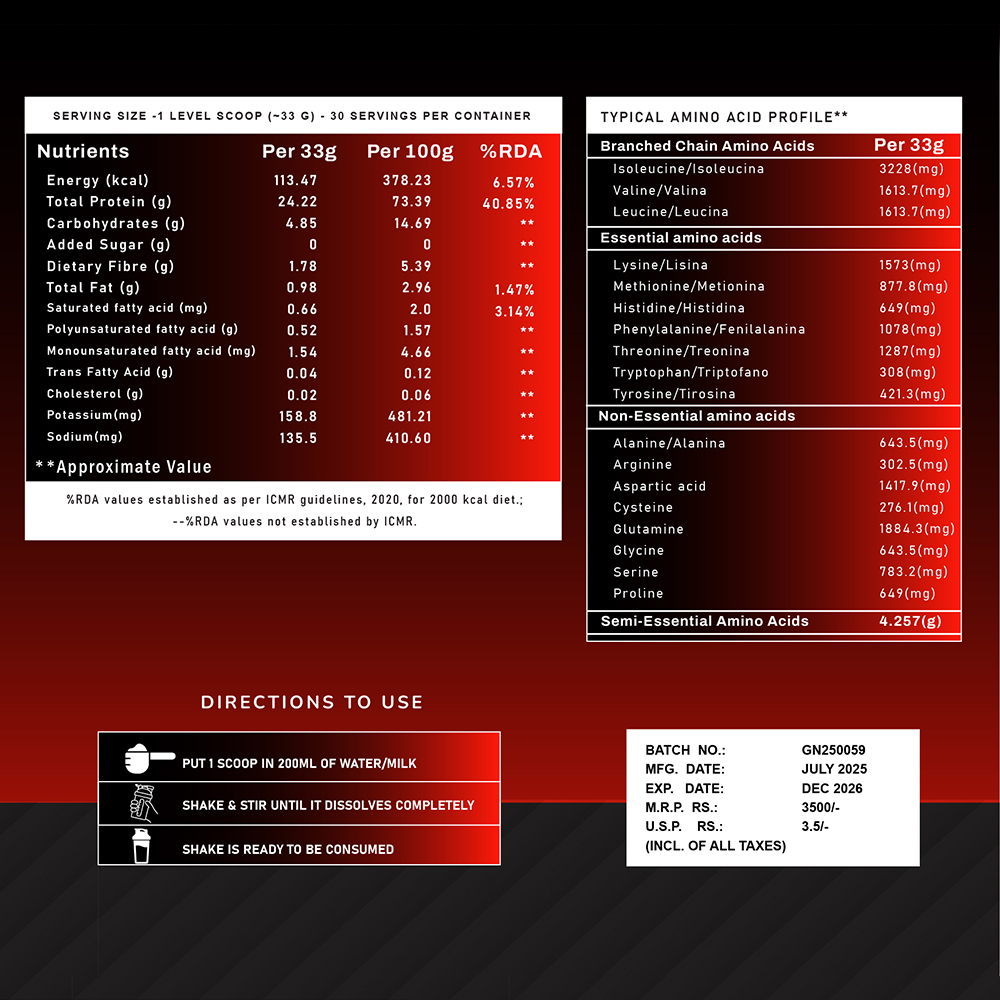 SERVING SIZE -1 LEVEL SCOOP (~33 G) - 30 SERVINGS PER CONTAINER
Nutrients Per 33g Per 100g %RDA
Energy (kcal) 113.47 378.23 6.57%
Total Protein (g) 24.22 73.39 40.85%
Carbohydrates (g) 4.85 14.69 **
Added Sugar (g) 0 0 **
Dietary Fibre (g) 1.78 5.39 **
Total Fat (g) 0.98 2.96 1.47%
Saturated fatty acid (mg) 0.66 2.0 3.14%
Polyunsaturated fatty acid (g) 0.52 1.57 **
Monounsaturated fatty acid (mg) 1.54 4.66 **
Trans Fatty Acid (g) 0.04 0.12 **
Cholesterol (g) 0.02 0.06 **
Potassium(mg) 158.8 481.21 **
Sodium(mg) 135.5 410.60 **
**Approximate Value
%RDA values established as per ICMR guidelines, 2020, for 2000 kcal diet.;
--%RDA values not established by ICMR.
TYPICAL AMINO ACID PROFILE**
Branched Chain Amino Acids Per 33g
Isoleucine/Isoleucina 3228(mg)
Valine/Valina 1613.7(mg)
Leucine/Leucina 1613.7(mg)
Essential amino acids
Lysine/Lisina 1573(mg)
Methionine/Metionina 877.8(mg)
Histidine/Histidina 649(mg)
Phenylalanine/Fenilalanina 1078(mg)
Threonine/Treonina 1287(mg)
Tryptophan/Triptofano 308(mg)
Tyrosine/Tirosina 421.3(mg)
Non-Essential amino acids
Alanine/Alanina 643.5(mg)
Arginine 302.5(mg)
Aspartic acid 1417.9(mg)
Cysteine 276.1(mg)
Glutamine 1884.3(mg)
Glycine 643.5(mg)
Serine 783.2(mg)
Proline 649(mg)
Semi-Essential Amino Acids 4.257(g)
DIRECTIONS TO USE
PUT 1 SCOOP IN 200ML OF WATER/MILK
SHAKE & STIR UNTIL IT DISSOLVES COMPLETELY
SHAKE IS READY TO BE CONSUMED
BATCH NO.: GN250059
MFG. DATE: JULY 2025
EXP. DATE: DEC 2026
M.R.P. RS.: 3500/-
U.S.P. RS.: 3.5/-
(INCL. OF ALL TAXES)